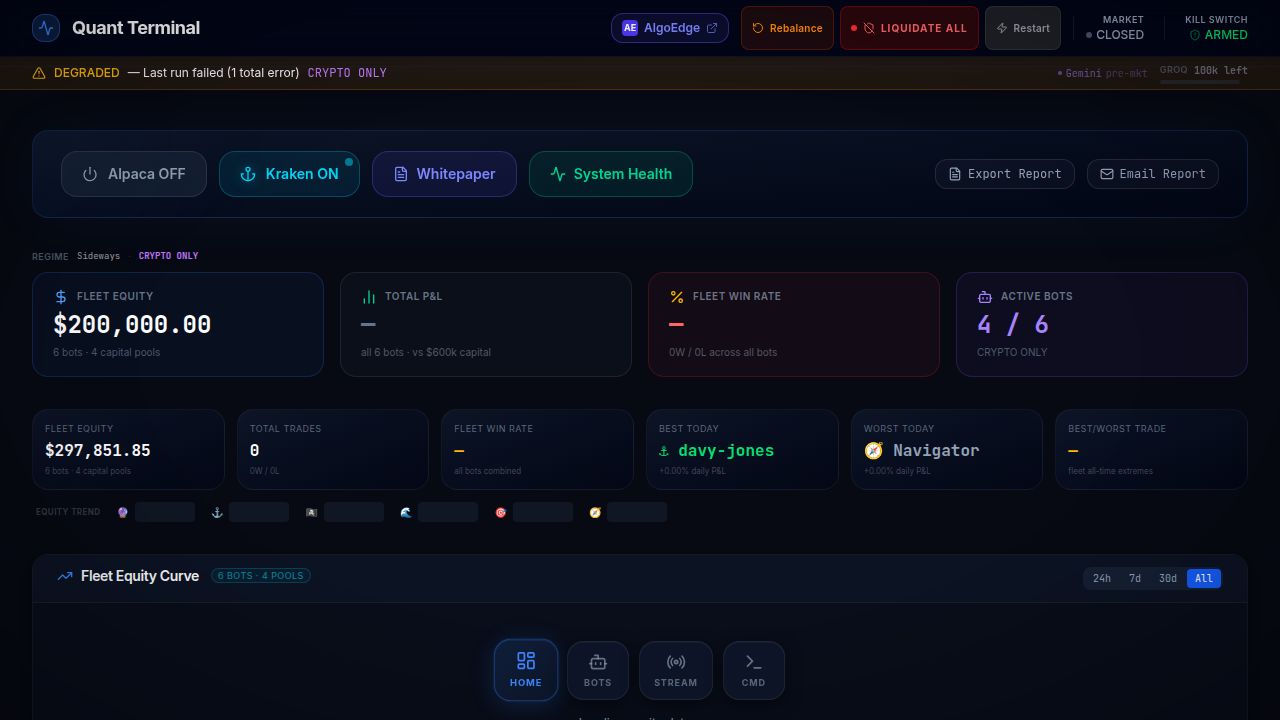 Quant Terminal
AE AlgoEdge
Rebalance
LIQUIDATE ALL
Restart
MARKET
CLOSED
KILL SWITCH
ARMED
DEGRADED — Last run failed (1 total error) CRYPTO ONLY
Gemini pre-mkt
GROQ 100k left
Alpaca OFF
Kraken ON
Whitepaper
System Health
Export Report
Email Report
REGIME Sideways · CRYPTO ONLY
FLEET EQUITY
$200,000.00
6 bots · 4 capital pools
TOTAL P&L
—
all 6 bots · vs $600k capital
FLEET WIN RATE
—
0W / 0L across all bots
ACTIVE BOTS
4 / 6
CRYPTO ONLY
FLEET EQUITY
$297,851.85
6 bots · 4 capital pools
TOTAL TRADES
0
0W / 0L
FLEET WIN RATE
—
all bots combined
BEST TODAY
⚓ davy-jones
+0.00% daily P&L
WORST TODAY
🧭 Navigator
+0.00% daily P&L
BEST/WORST TRADE
—
fleet all-time extremes
EQUITY TREND
Fleet Equity Curve
6 BOTS · 4 POOLS
24h 7d 30d All
HOME
BOTS
STREAM
CMD